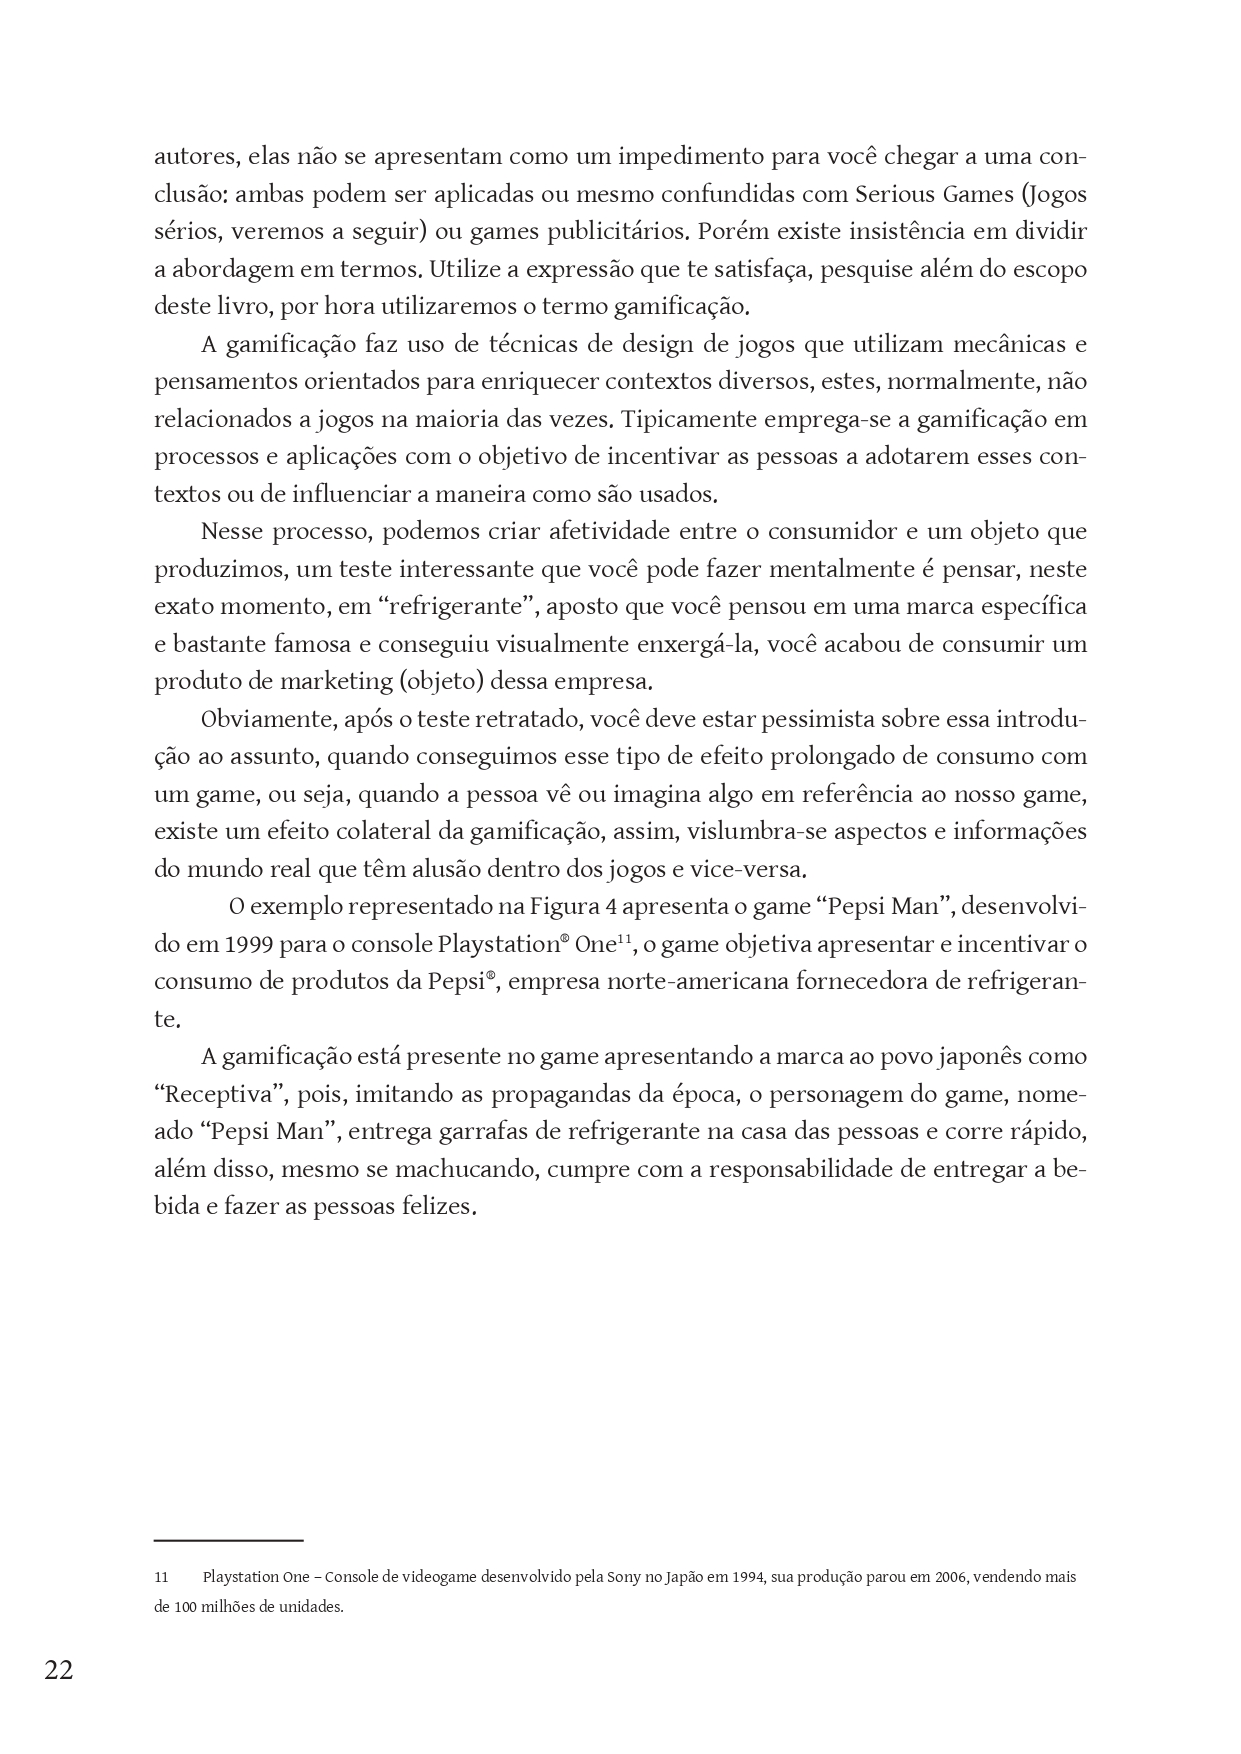 autores, elas não se apresentam como um impedimento para você chegar a uma con-
clusão: ambas podem ser aplicadas ou mesmo confundidas com Serious Games (Jogos
sérios, veremos a seguir) ou games publicitários. Porém existe insistência em dividir
a abordagem em termos. Utilize a expressão que te satisfaça, pesquise além do escopo
deste livro, por hora utilizaremos o termo gamificação.
A gamificação faz uso de técnicas de design de jogos que utilizam mecânicas e
pensamentos orientados para enriquecer contextos diversos, estes, normalmente, não
relacionados a jogos na maioria das vezes. Tipicamente emprega-se a gamificação em
processos e aplicações com o objetivo de incentivar as pessoas a adotarem esses con-
textos ou de influenciar a maneira como são usados.
Nesse processo, podemos criar afetividade entre o consumidor e um objeto que
produzimos, um teste interessante que você pode fazer mentalmente é pensar, neste
exato momento, em “refrigerante”, aposto que você pensou em uma marca específica
e bastante famosa e conseguiu visualmente enxergá-la, você acabou de consumir um
produto de marketing (objeto) dessa empresa.
Obviamente, após o teste retratado, você deve estar pessimista sobre essa introdu-
ção ao assunto, quando conseguimos esse tipo de efeito prolongado de consumo com
um game, ou seja, quando a pessoa vê ou imagina algo em referência ao nosso game,
existe um efeito colateral da gamificação, assim, vislumbra-se aspectos e informações
do mundo real que têm alusão dentro dos jogos e vice-versa.
O exemplo representado na Figura 4 apresenta o game “Pepsi Man”, desenvolvi-
do em 1999 para o console Playstation® One¹¹, o game objetiva apresentar e incentivar o
consumo de produtos da Pepsi®, empresa norte-americana fornecedora de refrigeran-
te.
A gamificação está presente no game apresentando a marca ao povo japonês como
“Receptiva”, pois, imitando as propagandas da época, o personagem do game, nome-
ado “Pepsi Man”, entrega garrafas de refrigerante na casa das pessoas e corre rápido,
além disso, mesmo se machucando, cumpre com a responsabilidade de entregar a be-
bida e fazer as pessoas felizes.
11 Playstation One – Console de videogame desenvolvido pela Sony no Japão em 1994, sua produção parou em 2006, vendendo mais
de 100 milhões de unidades.
22